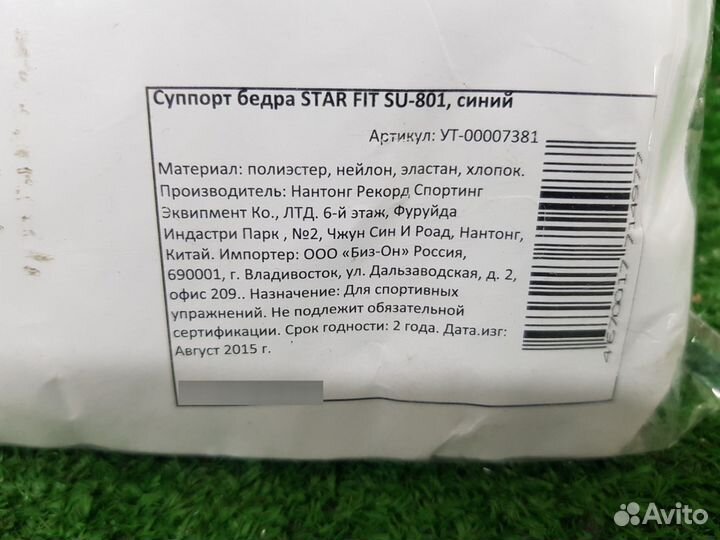 Суппорт бедра STAR FIT SU-801, синий
Артикул: УТ-00007381
Материал: полиэстер, нейлон, эластан, хлопок.
Производитель: Нантонг Рекорд Спортинг
Эквипмент Ко., ЛТД. 6-й этаж, Фуруйда
Индастри Парк , №2, Чжун Син И Роад, Нантонг,
Китай. Импортер: ООО «Биз-Он» Россия,
690001, г. Владивосток, ул. Дальзаводская, д. 2,
офис 209.. Назначение: Для спортивных
упражнений. Не подлежит обязательной
сертификации. Срок годности: 2 года. Дата.изг:
Август 2015 г.
Avito